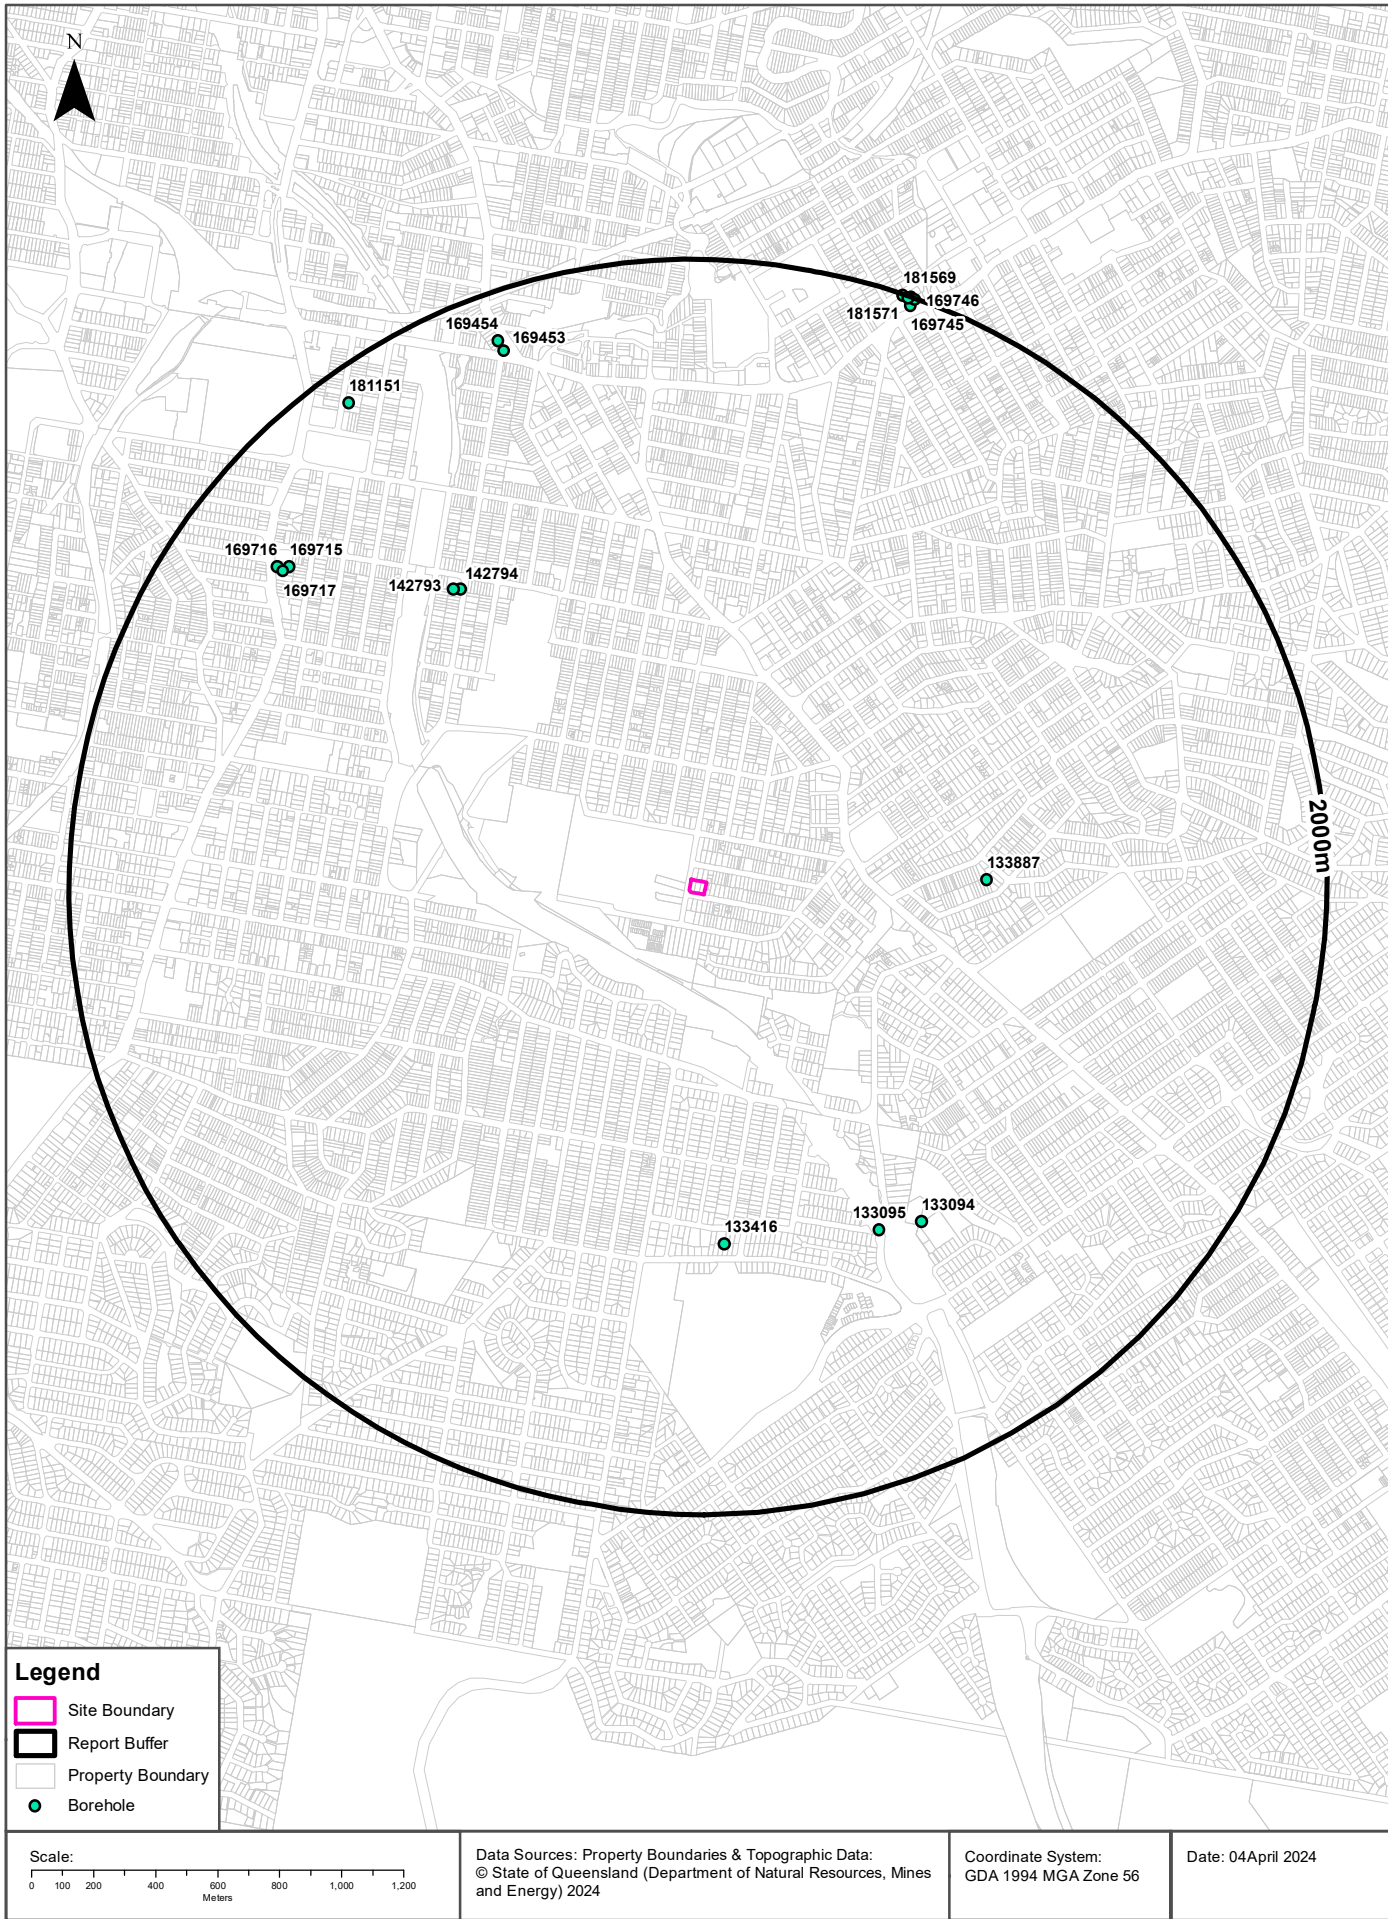 N
181569
169746
181571
169745
169454
169453
181151
169716
169715
169717
142793
142794
2000m
133887
133094
133095
133416
Legend
Site Boundary
Report Buffer
Property Boundary
Borehole
Scale:
0 100 200 400 600 800 1,000 1,200
Meters
Data Sources: Property Boundaries & Topographic Data:
© State of Queensland (Department of Natural Resources, Mines
and Energy) 2024
Coordinate System:
GDA 1994 MGA Zone 56
Date: 04April 2024